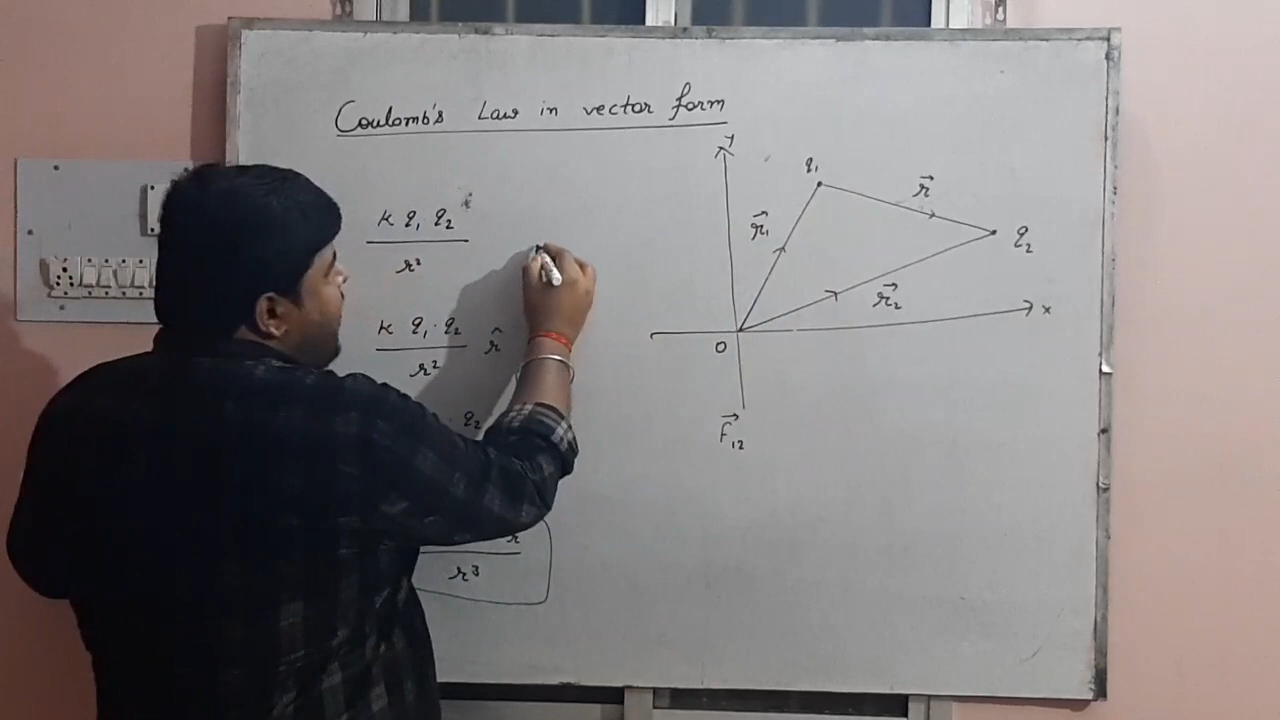 Coulomb's Law in vector form
K q₁ q₂
r²
K q₁ · q₂ r̂
r²
· q₂
r⃗
r³
y
q₁
r⃗
r⃗₁
q₂
r⃗₂
x
O
F⃗₁₂